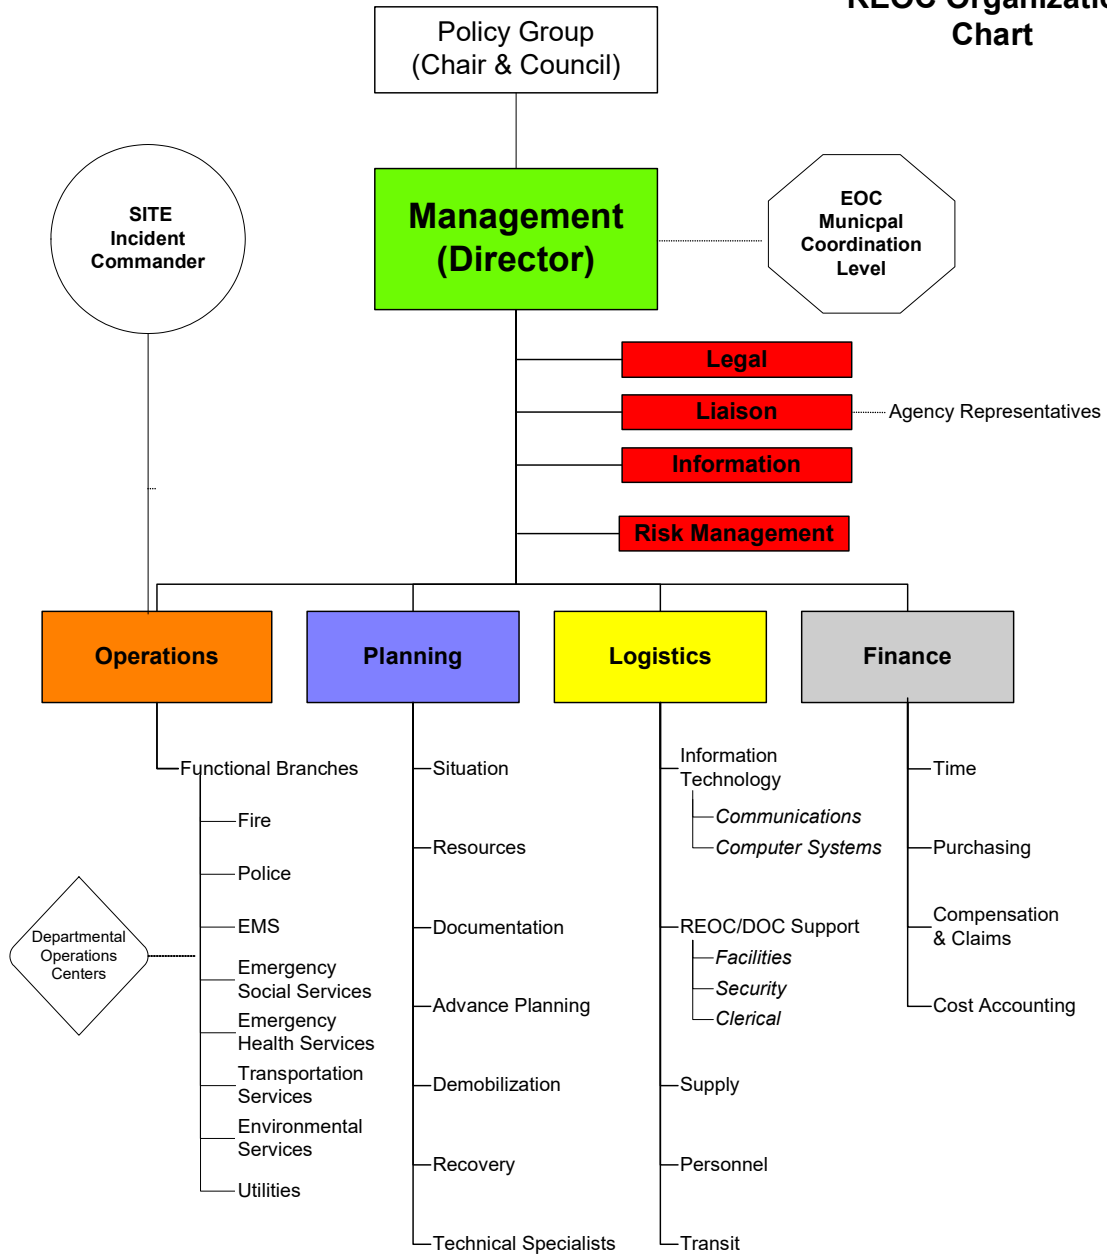 REOC Organizatio
Chart
Policy Group
(Chair & Council)
SITE
Incident
Commander
Management
(Director)
EOC
Municpal
Coordination
Level
Legal
Liaison
Agency Representatives
Information
Risk Management
Operations
Planning
Logistics
Finance
Functional Branches
Fire
Police
EMS
Emergency
Social Services
Emergency
Health Services
Transportation
Services
Environmental
Services
Utilities
Departmental
Operations
Centers
Situation
Resources
Documentation
Advance Planning
Demobilization
Recovery
Technical Specialists
Information
Technology
Communications
Computer Systems
REOC/DOC Support
Facilities
Security
Clerical
Supply
Personnel
Transit
Time
Purchasing
Compensation
& Claims
Cost Accounting